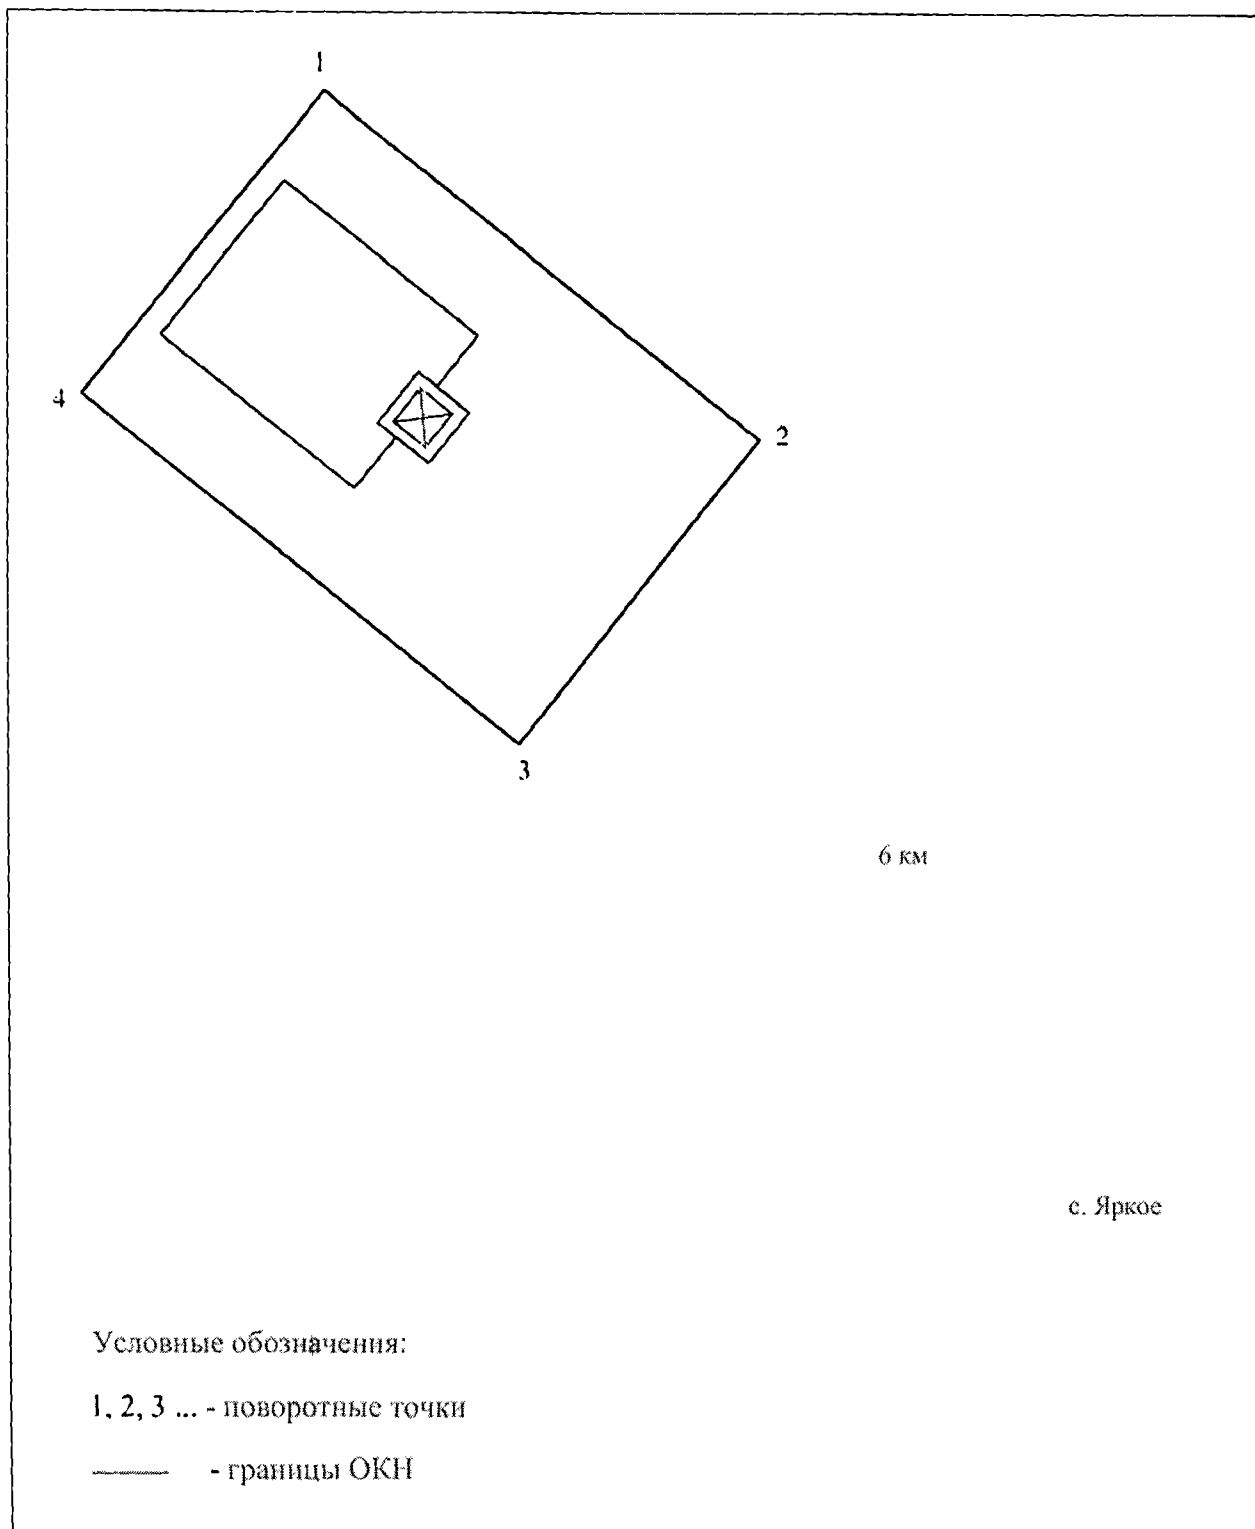 1
4
2
3
6 км
с. Яркое
Условные обозначения:
1, 2, 3 ... - поворотные точки
- границы ОКН